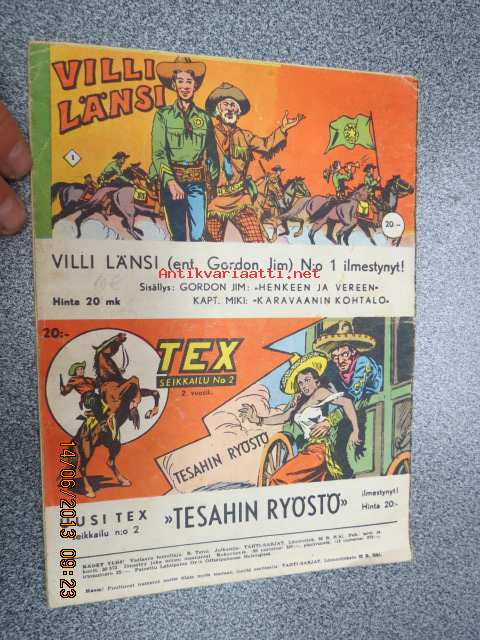 VILLI
LÄNSI
1
20.–
VILLI LÄNSI (ent. Gordon Jim) N:o 1 ilmestynyt!
Antikvariaatti.net
Hinta 20 mk
Sisällys: GORDON JIM: »HENKEEN JA VEREEN»
KAPT. MIKI: »KARAVAANIN KOHTALO»
20:-
TEX
SEIKKAILU No 2
2. vuosik.
TESAHIN RYÖSTÖ
USI TEX
seikkailu n:o 2
»TESAHIN RYÖSTÖ»
ilmestynyt!
Hinta 20:-
14/06/2013 09:23